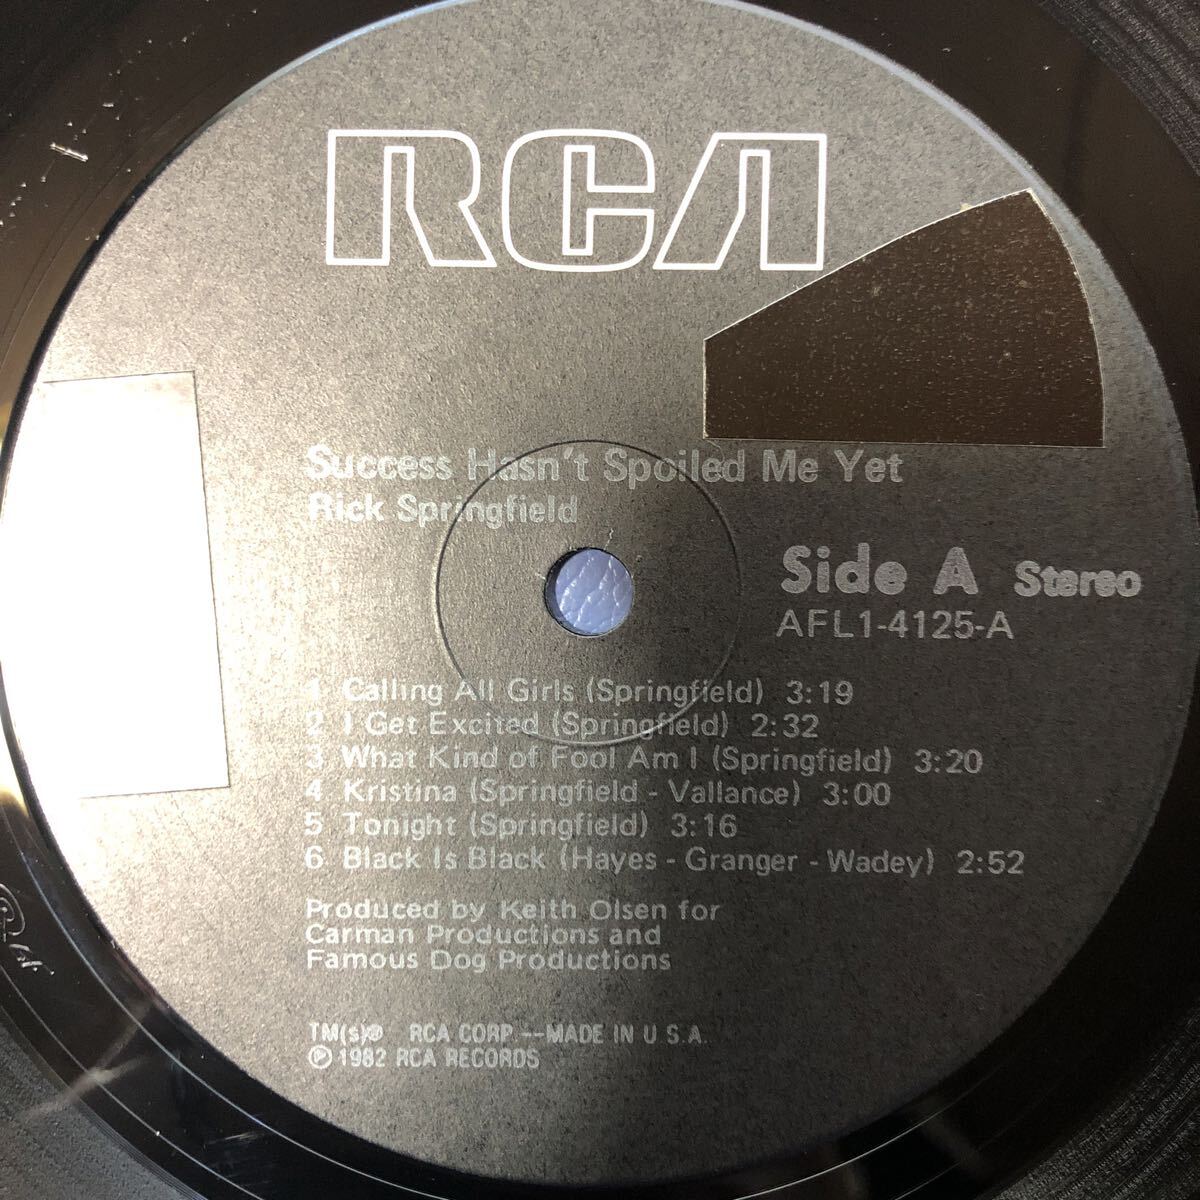 RCA
Success Hasn't Spoiled Me Yet
Rick Springfield
Side A Stereo
AFL1-4125-A
1 Calling All Girls (Springfield) 3:19
2 I Get Excited (Springfield) 2:32
3 What Kind of Fool Am I (Springfield) 3:20
4 Kristina (Springfield - Vallance) 3:00
5 Tonight (Springfield) 3:16
6 Black Is Black (Hayes - Granger - Wadey) 2:52
Produced by Keith Olsen for
Carman Productions and
Famous Dog Productions
TM(s)® RCA CORP.--MADE IN U.S.A.
℗ 1982 RCA RECORDS